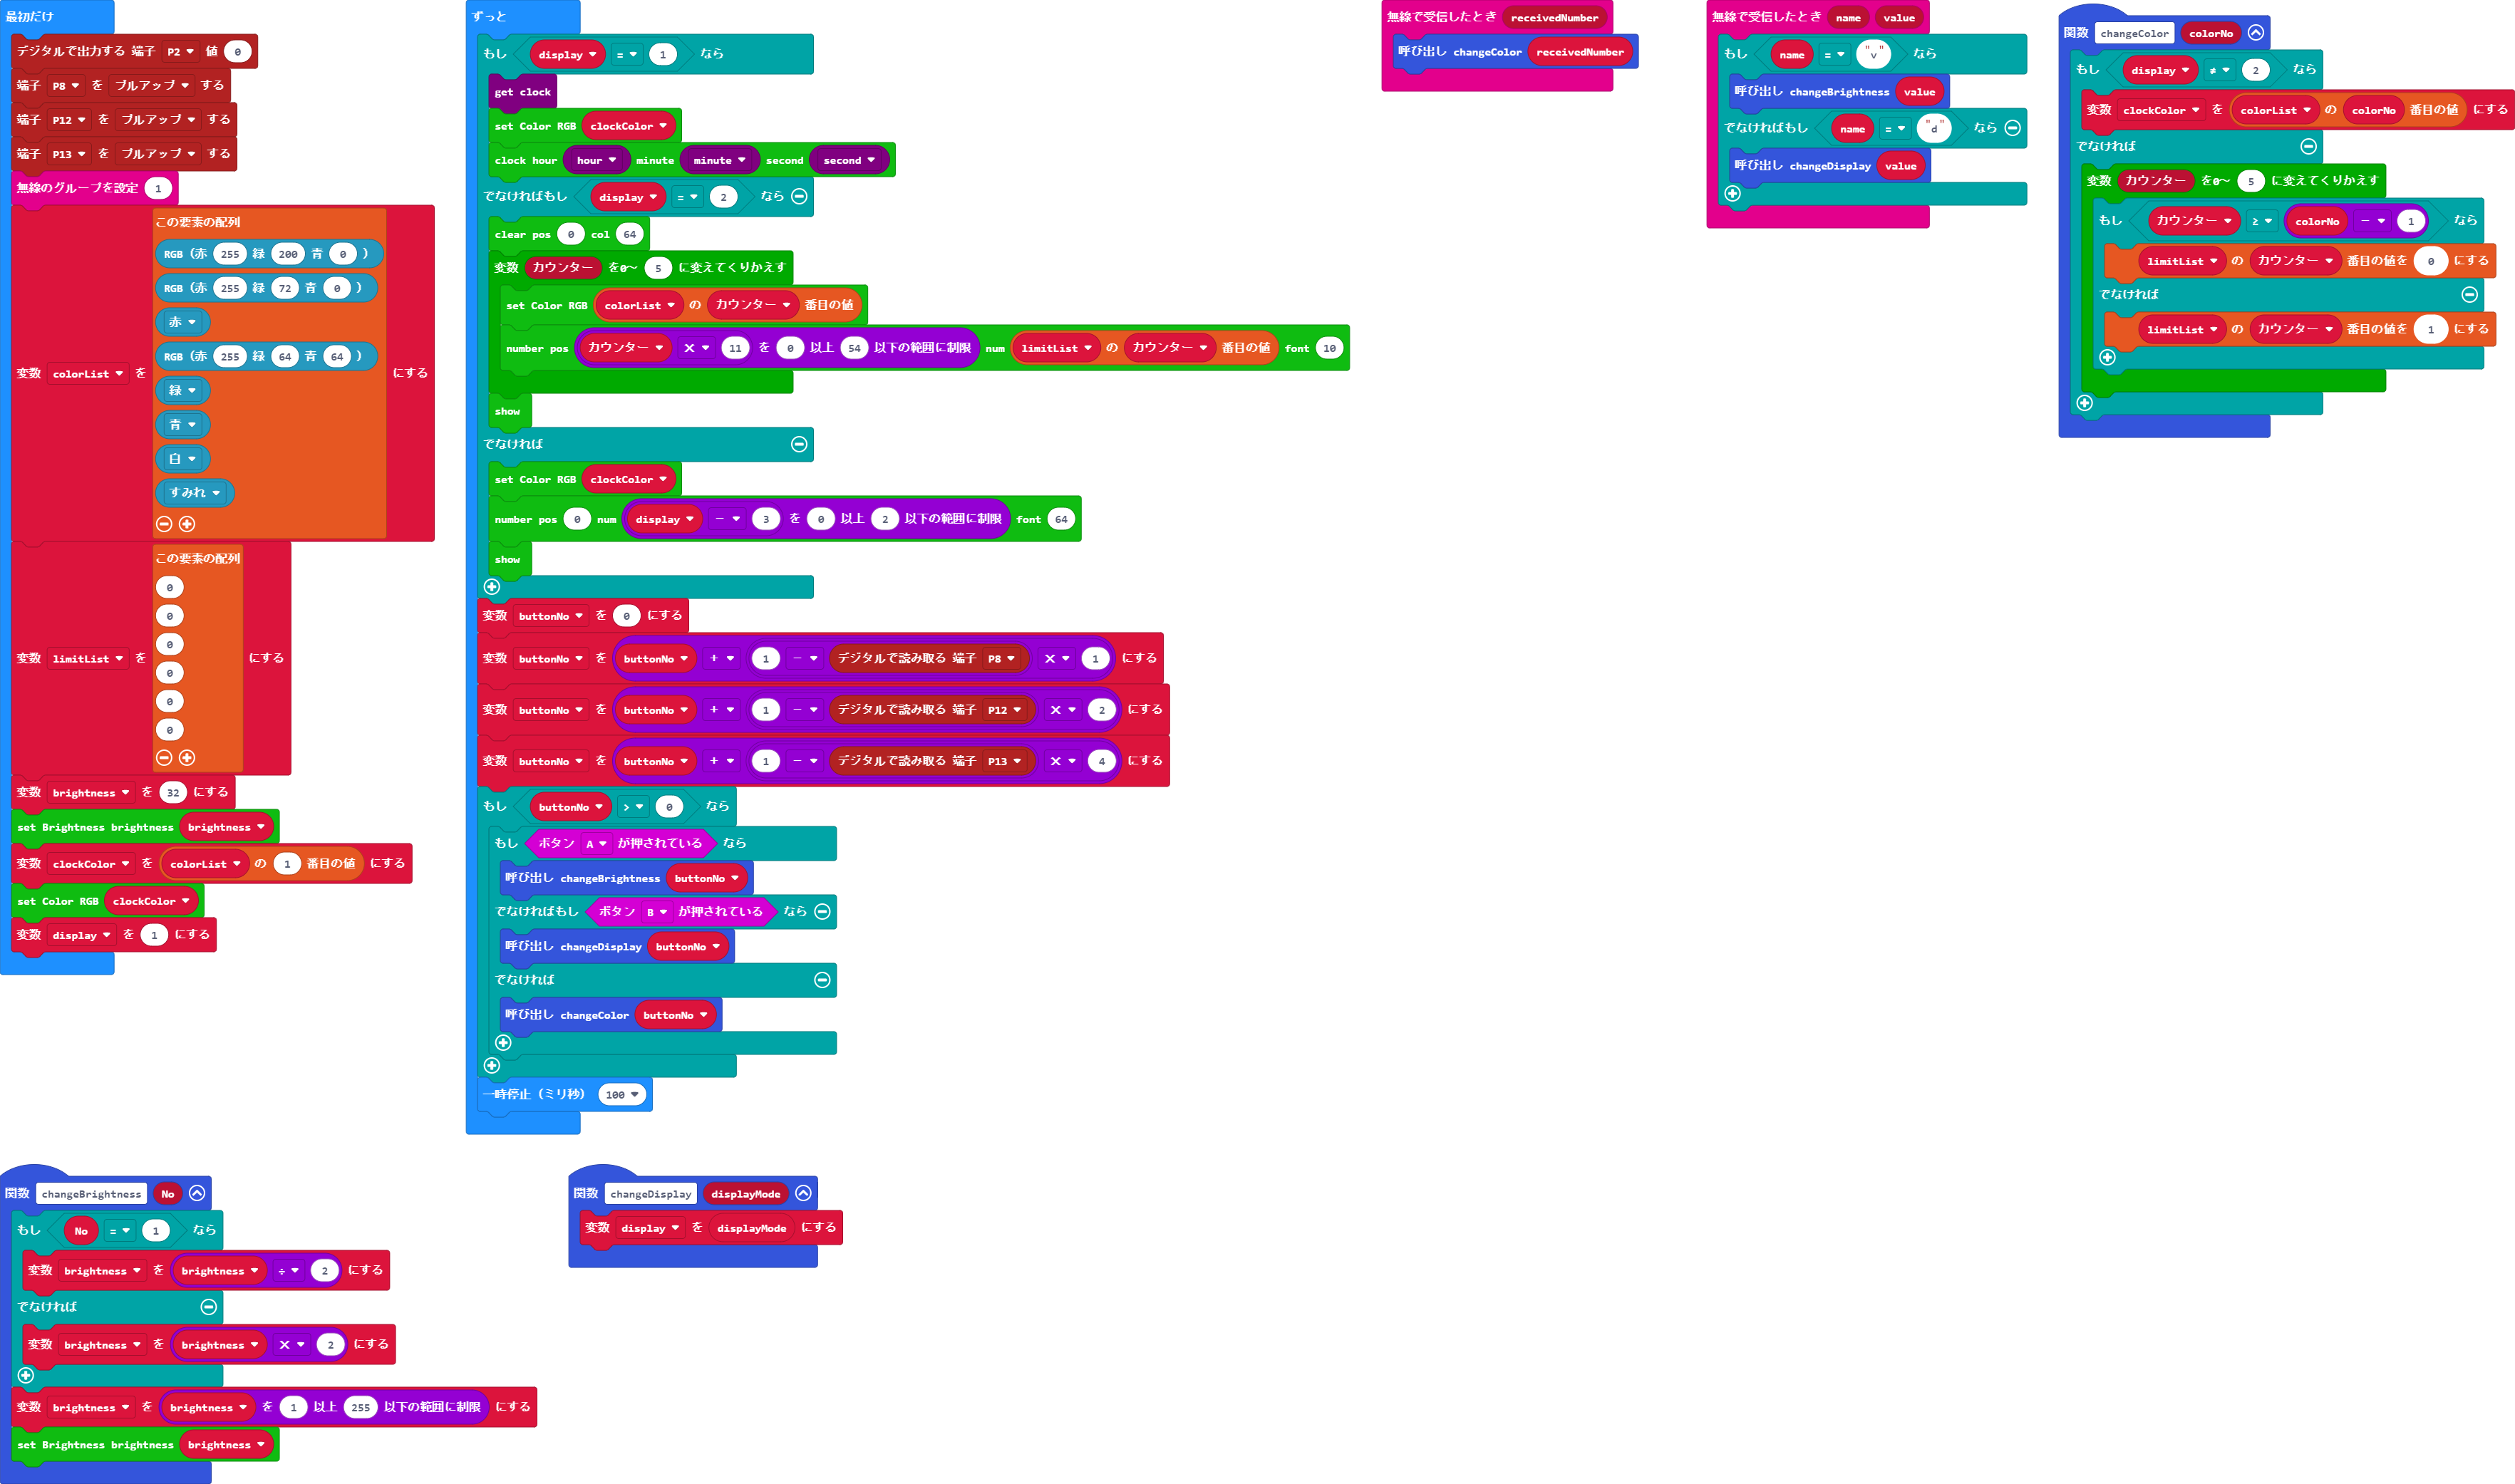 最初だけ
デジタルで出力する 端子 P2 値 0
端子 P8 を プルアップ する
端子 P12 を プルアップ する
端子 P13 を プルアップ する
無線のグループを設定 1
変数 colorList を この要素の配列 にする
RGB (赤 255 緑 200 青 0 )
RGB (赤 255 緑 72 青 0 )
赤
RGB (赤 255 緑 64 青 64 )
緑
青
白
すみれ
変数 limitList を この要素の配列 にする
0
0
0
0
0
0
変数 brightness を 32 にする
set Brightness brightness brightness
変数 clockColor を colorList の 1 番目の値 にする
set Color RGB clockColor
変数 display を 1 にする
ずっと
もし display = 1 なら
get clock
set Color RGB clockColor
clock hour hour minute minute second second
でなければもし display = 2 なら
clear pos 0 col 64
変数 カウンター を0～ 5 に変えてくりかえす
set Color RGB colorList の カウンター 番目の値
number pos カウンター × 11 を 0 以上 54 以下の範囲に制限 num limitList の カウンター 番目の値 font 10
show
でなければ
set Color RGB clockColor
number pos 0 num display - 3 を 0 以上 2 以下の範囲に制限 font 64
show
変数 buttonNo を 0 にする
変数 buttonNo を buttonNo + 1 - デジタルで読み取る 端子 P8 × 1 にする
変数 buttonNo を buttonNo + 1 - デジタルで読み取る 端子 P12 × 2 にする
変数 buttonNo を buttonNo + 1 - デジタルで読み取る 端子 P13 × 4 にする
もし buttonNo > 0 なら
もし ボタン A が押されている なら
呼び出し changeBrightness buttonNo
でなければもし ボタン B が押されている なら
呼び出し changeDisplay buttonNo
でなければ
呼び出し changeColor buttonNo
一時停止（ミリ秒） 100
無線で受信したとき receivedNumber
呼び出し changeColor receivedNumber
無線で受信したとき name value
もし name = "v" なら
呼び出し changeBrightness value
でなければもし name = "d" なら
呼び出し changeDisplay value
関数 changeColor colorNo
もし display ≠ 2 なら
変数 clockColor を colorList の colorNo 番目の値 にする
でなければ
変数 カウンター を0～ 5 に変えてくりかえす
もし カウンター ≥ colorNo - 1 なら
limitList の カウンター 番目の値を 0 にする
でなければ
limitList の カウンター 番目の値を 1 にする
関数 changeBrightness No
もし No = 1 なら
変数 brightness を brightness ÷ 2 にする
でなければ
変数 brightness を brightness × 2 にする
変数 brightness を brightness を 1 以上 255 以下の範囲に制限 にする
set Brightness brightness brightness
関数 changeDisplay displayMode
変数 display を displayMode にする